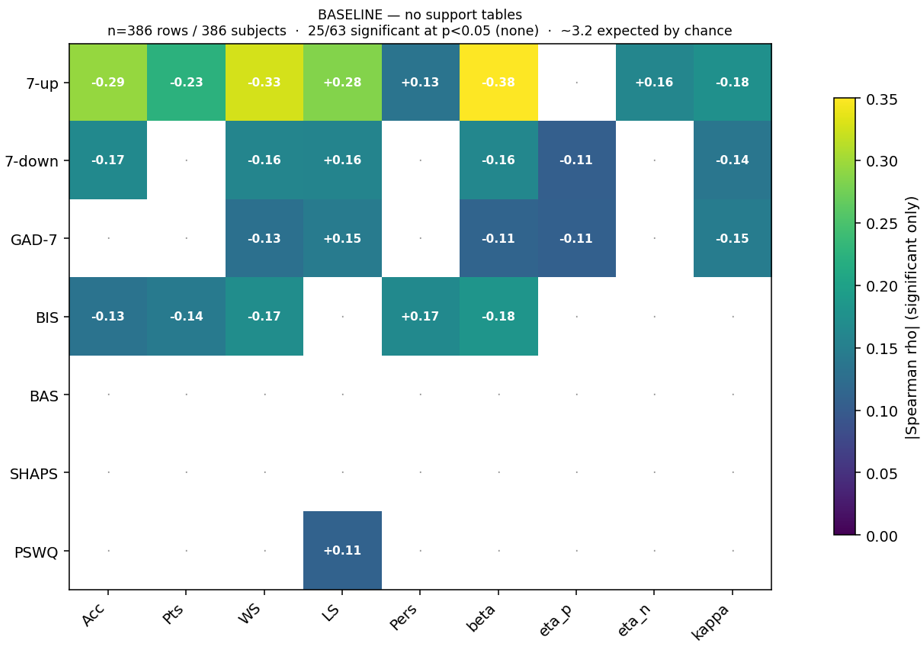 BASELINE — no support tables
n=386 rows / 386 subjects · 25/63 significant at p<0.05 (none) · ~3.2 expected by chance
7-up -0.29 -0.23 -0.33 +0.28 +0.13 -0.38 · +0.16 -0.18
7-down -0.17 · -0.16 +0.16 · -0.16 -0.11 · -0.14
GAD-7 · · -0.13 +0.15 · -0.11 -0.11 · -0.15
BIS -0.13 -0.14 -0.17 · +0.17 -0.18 · · ·
BAS · · · · · · · · ·
SHAPS · · · · · · · · ·
PSWQ · · · +0.11 · · · · ·
Acc Pts WS LS Pers beta eta_p eta_n kappa
0.35
0.30
0.25
0.20
0.15
0.10
0.05
0.00
|Spearman rho| (significant only)